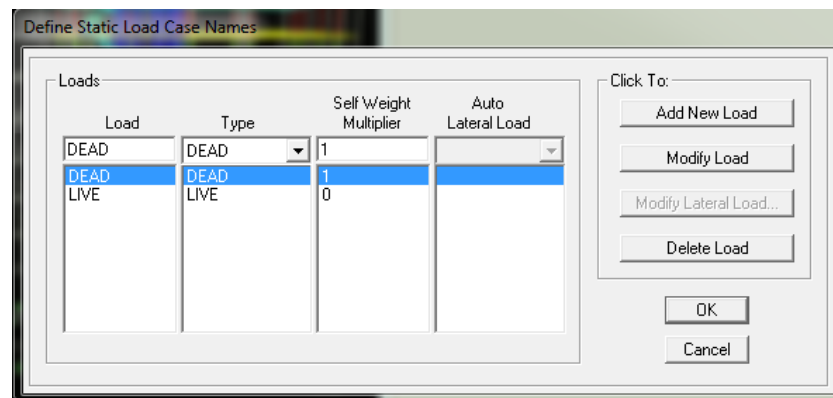 Define Static Load Case Names
Loads
Load Type Self Weight Multiplier Auto Lateral Load
DEAD DEAD 1
DEAD DEAD 1
LIVE LIVE 0
Click To:
Add New Load
Modify Load
Modify Lateral Load...
Delete Load
OK
Cancel